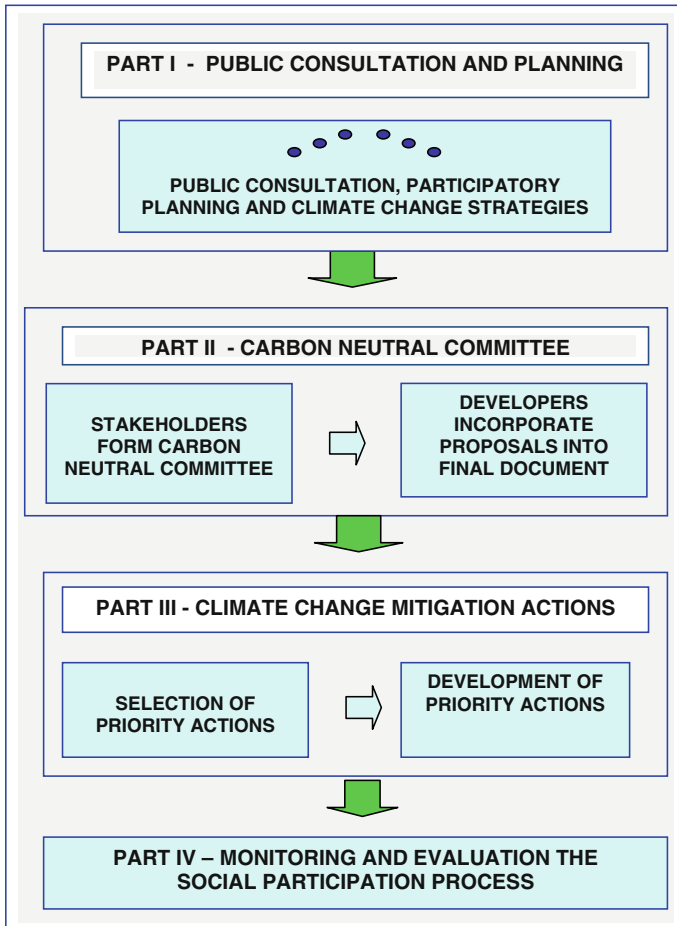 PART I - PUBLIC CONSULTATION AND PLANNING
PUBLIC CONSULTATION, PARTICIPATORY
PLANNING AND CLIMATE CHANGE STRATEGIES
PART II - CARBON NEUTRAL COMMITTEE
STAKEHOLDERS
FORM CARBON
NEUTRAL COMMITTEE
DEVELOPERS
INCORPORATE
PROPOSALS INTO
FINAL DOCUMENT
PART III - CLIMATE CHANGE MITIGATION ACTIONS
SELECTION OF
PRIORITY ACTIONS
DEVELOPMENT OF
PRIORITY ACTIONS
PART IV – MONITORING AND EVALUATION THE
SOCIAL PARTICIPATION PROCESS